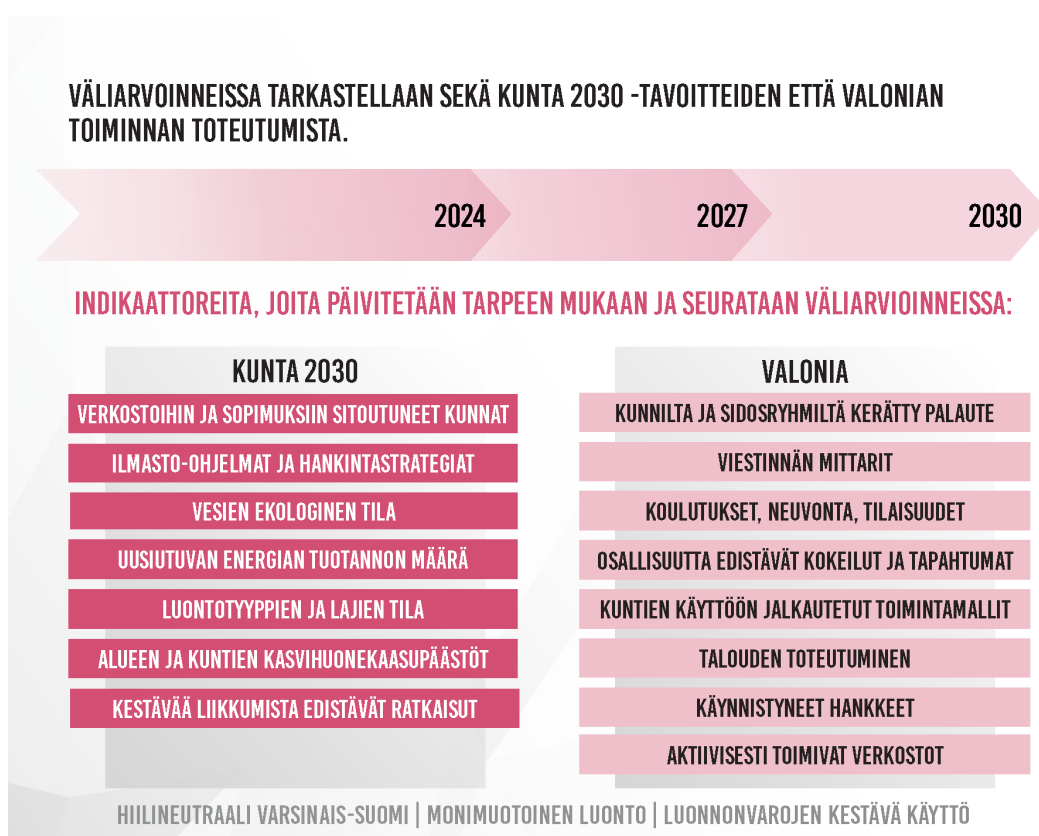 VÄLIARVOINNEISSA TARKASTELLAAN SEKÄ KUNTA 2030 -TAVOITTEIDEN ETTÄ VALONIAN
TOIMINNAN TOTEUTUMISTA.
2024
2027
2030
INDIKAATTOREITA, JOITA PÄIVITETÄÄN TARPEEN MUKAAN JA SEURATAAN VÄLIARVIOINNEISSA:
KUNTA 2030
VERKOSTOIHIN JA SOPIMUKSIIN SITOUTUNEET KUNNAT
ILMASTO-OHJELMAT JA HANKINTASTRATEGIAT
VESIEN EKOLOGINEN TILA
UUSIUTUVAN ENERGIAN TUOTANNON MÄÄRÄ
LUONTOTYYPPIEN JA LAJIEN TILA
ALUEEN JA KUNTIEN KASVIHUONEKAASUPÄÄSTÖT
KESTÄVÄÄ LIIKKUMISTA EDISTÄVÄT RATKAISUT
VALONIA
KUNNILTA JA SIDOSRYHMILTÄ KERÄTTY PALAUTE
VIESTINNÄN MITTARIT
KOULUTUKSET, NEUVONTA, TILAISUUDET
OSALLISUUTTA EDISTÄVÄT KOKEILUT JA TAPAHTUMAT
KUNTIEN KÄYTTÖÖN JALKAUTETUT TOIMINTAMALLIT
TALOUDEN TOTEUTUMINEN
KÄYNNISTYNEET HANKKEET
AKTIIVISESTI TOIMIVAT VERKOSTOT
HIILINEUTRAALI VARSINAIS-SUOMI | MONIMUOTOINEN LUONTO | LUONNONVAROJEN KESTÄVÄ KÄYTTÖ